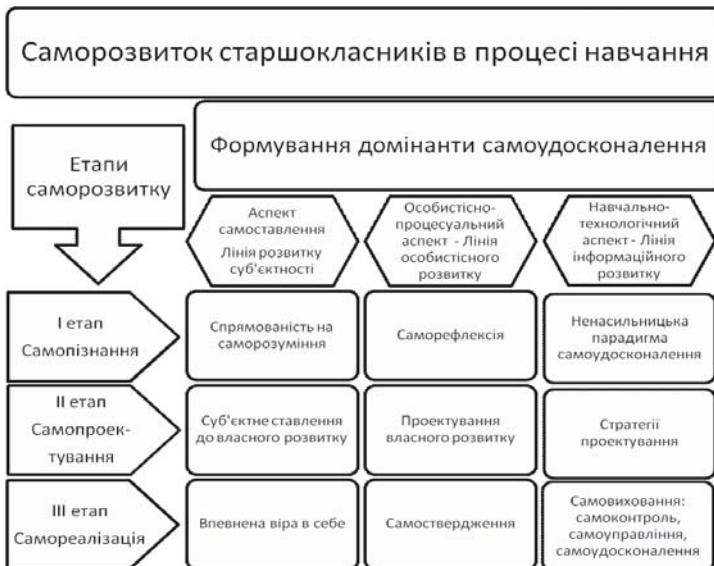 Саморозвиток старшокласників в процесі навчання
Формування домінанти самоудосконалення
Етапи
саморозвитку
Аспект
самоставлення
Лінія розвитку
суб'єктності
Особистісно-
процесуальний
аспект - Лінія
особистісного
розвитку
Навчально-
технологічний
аспект - Лінія
інформаційного
розвитку
I етап
Самопізнання
Спрямованість на
саморозуміння
Саморефлексія
Ненасильницька
парадигма
самоудосконалення
II етап
Самопроек-
тування
Суб'єктне ставлення
до власного розвитку
Проектування
власного розвитку
Стратегії
проектування
III етап
Самореалізація
Впевнена віра в себе
Самоствердження
Самовиховання:
самоконтроль,
самоуправління,
самоудосконалення